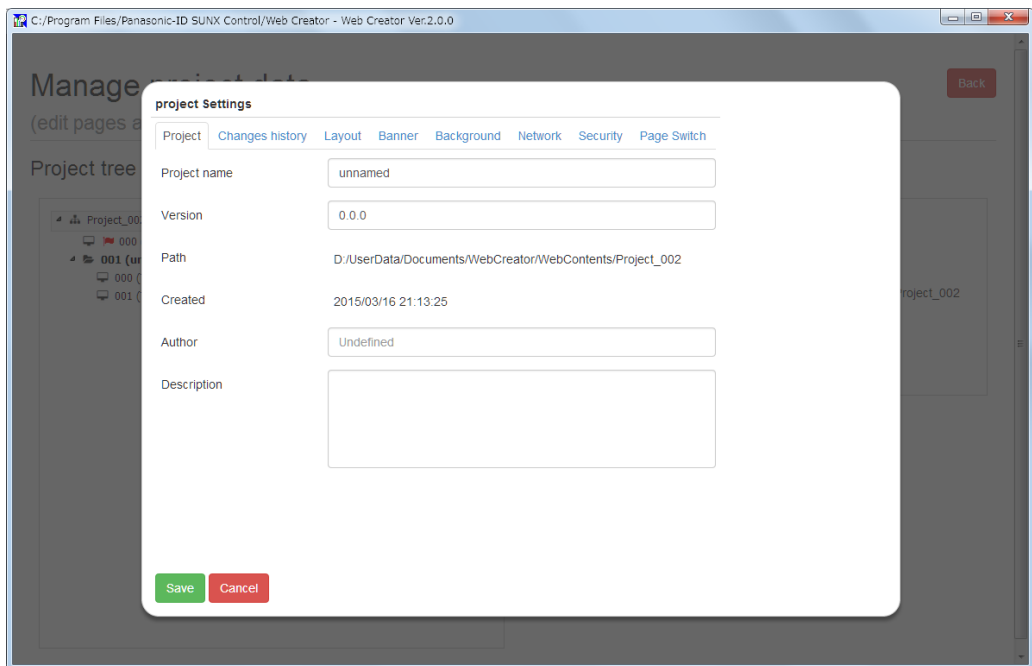 C:/Program Files/Panasonic-ID SUNX Control/Web Creator - Web Creator Ver.2.0.0
Manage project data
Back
(edit pages a
Project tree
Project_00
000
001 (un
000 (
001 (
roject_002
project Settings
Project Changes history Layout Banner Background Network Security Page Switch
Project name unnamed
Version 0.0.0
Path D:/UserData/Documents/WebCreator/WebContents/Project_002
Created 2015/03/16 21:13:25
Author Undefined
Description
Save Cancel